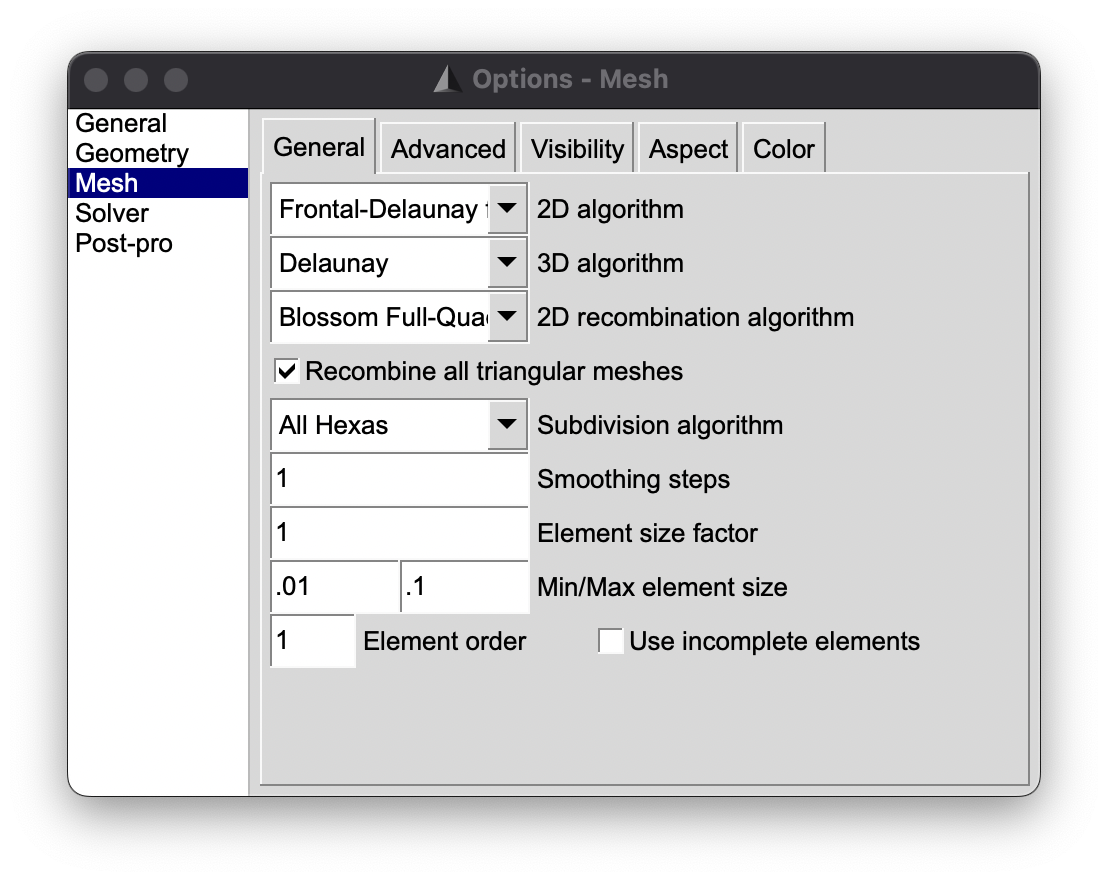 Options - Mesh
General
Geometry
Mesh
Solver
Post-pro
General Advanced Visibility Aspect Color
Frontal-Delaunay 2D algorithm
Delaunay 3D algorithm
Blossom Full-Quad 2D recombination algorithm
Recombine all triangular meshes
All Hexas Subdivision algorithm
1 Smoothing steps
1 Element size factor
.01 .1 Min/Max element size
1 Element order Use incomplete elements